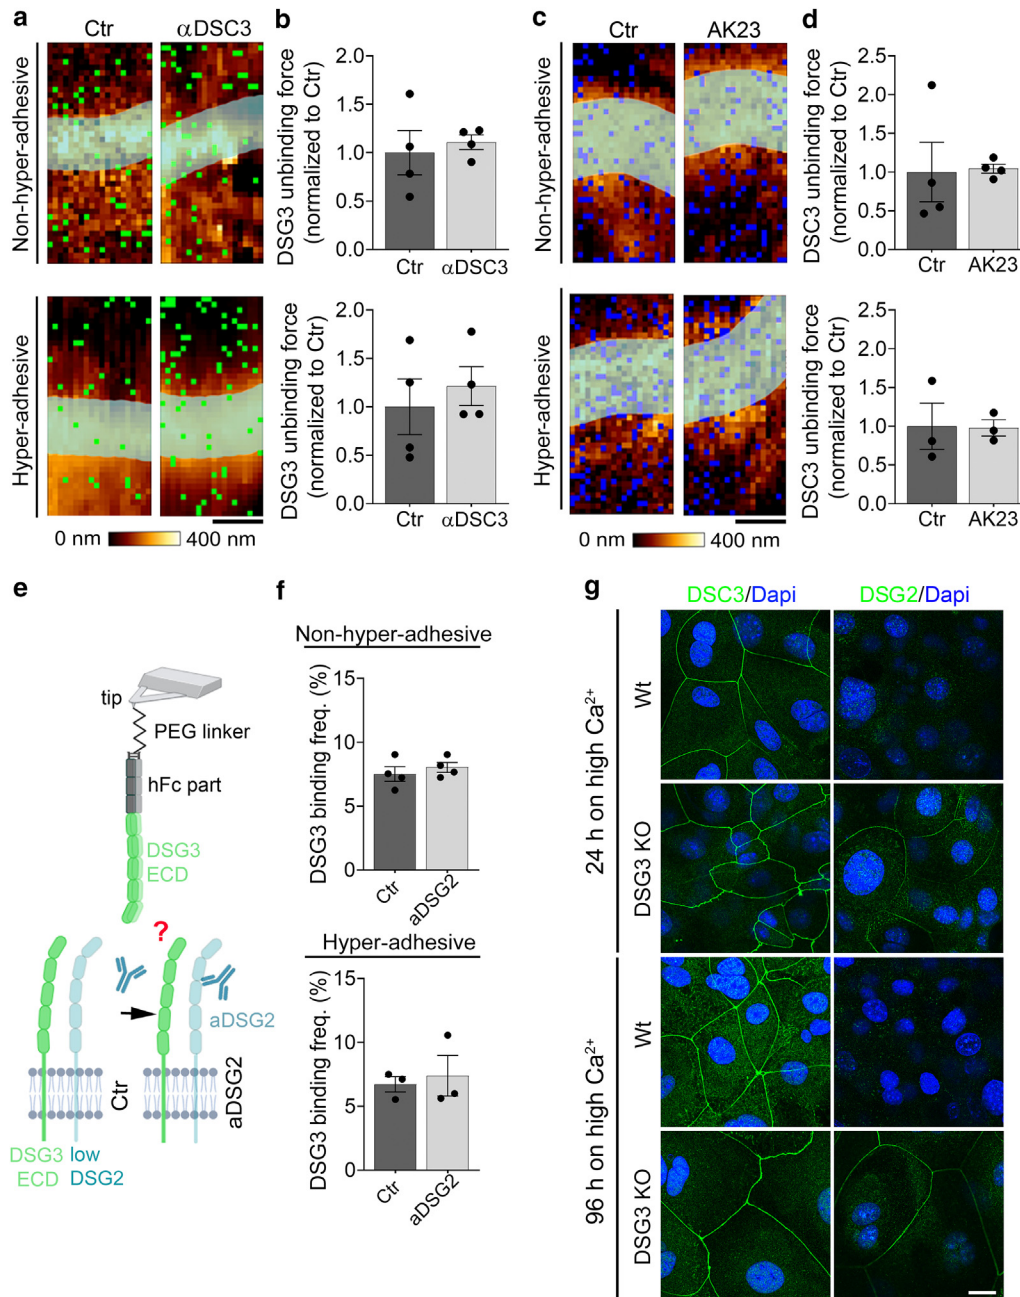 a
Ctr
αDSC3
Non-hyper-adhesive
Hyper-adhesive
0 nm
400 nm
b
DSG3 unbinding force
(normalized to Ctr)
2.0
1.5
1.0
0.5
0.0
Ctr
αDSC3
DSG3 unbinding force
(normalized to Ctr)
2.0
1.5
1.0
0.5
0.0
Ctr
αDSC3
c
Ctr
AK23
Non-hyper-adhesive
Hyper-adhesive
0 nm
400 nm
d
DSC3 unbinding force
(normalized to Ctr)
2.5
2.0
1.5
1.0
0.5
0.0
Ctr
AK23
DSC3 unbinding force
(normalized to Ctr)
2.5
2.0
1.5
1.0
0.5
0.0
Ctr
AK23
e
tip
PEG linker
hFc part
DSG3
ECD
?
aDSG2
Ctr
aDSG2
DSG3 low
ECD DSG2
f
Non-hyper-adhesive
DSG3 binding freq. (%)
15
10
5
0
Ctr
aDSG2
Hyper-adhesive
DSG3 binding freq. (%)
15
10
5
0
Ctr
aDSG2
g
DSC3/Dapi
DSG2/Dapi
24 h on high Ca²⁺
Wt
DSG3 KO
96 h on high Ca²⁺
Wt
DSG3 KO